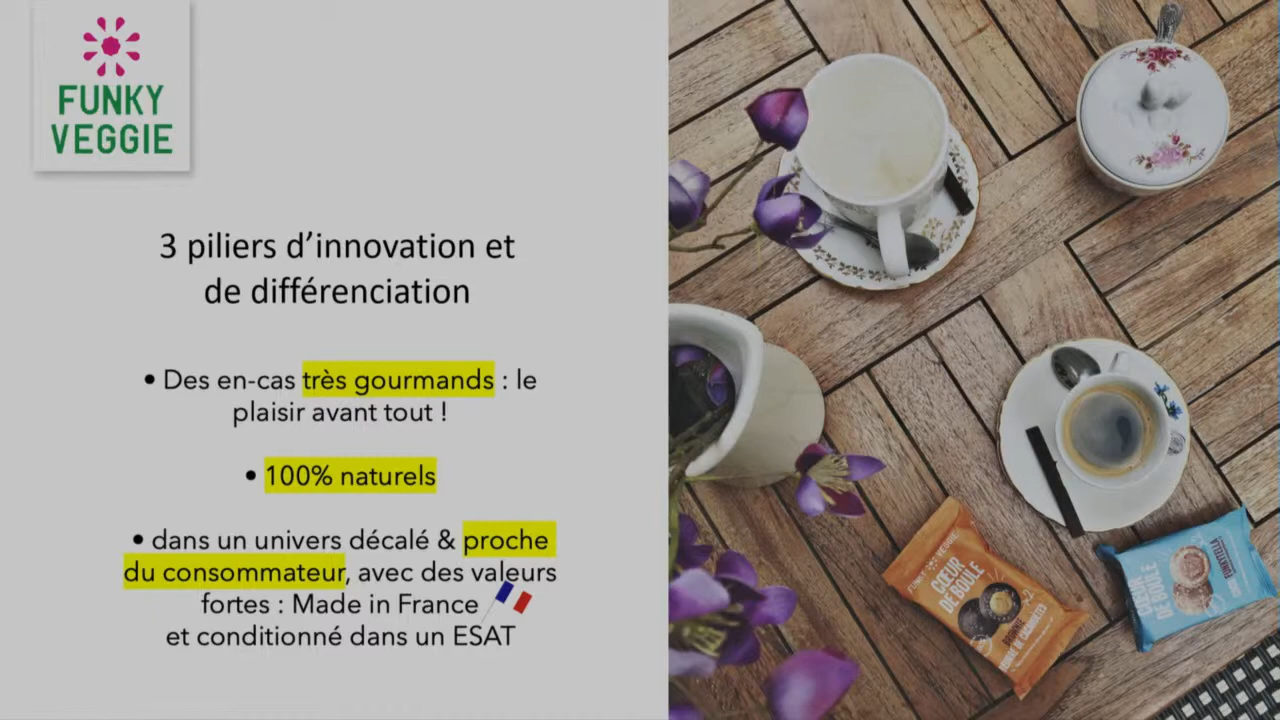 FUNKY
VEGGIE
3 piliers d’innovation et
de différenciation
• Des en-cas très gourmands : le
plaisir avant tout !
• 100% naturels
• dans un univers décalé & proche
du consommateur, avec des valeurs
fortes : Made in France
et conditionné dans un ESAT
CŒUR
DE BOULE
CŒUR
DE BOULE
FUNKYTELLA